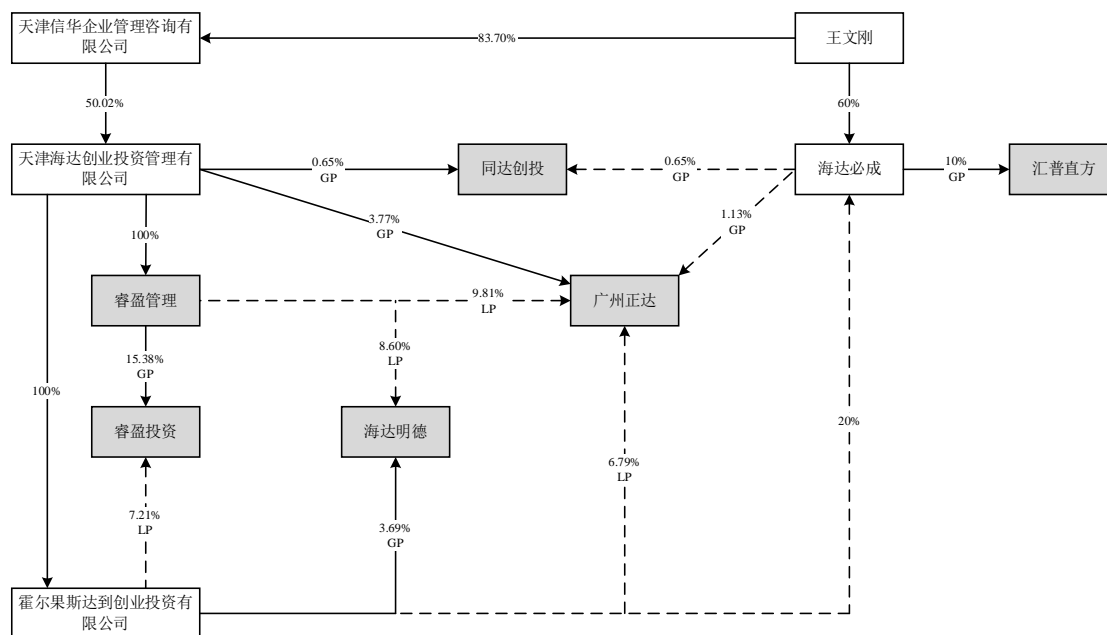 天津信华企业管理咨询有
限公司
83.70%
王文刚
50.02%
60%
天津海达创业投资管理有
限公司
0.65%
GP
同达创投
0.65%
GP
海达必成
10%
GP
汇普直方
3.77%
GP
1.13%
GP
100%
睿盈管理
9.81%
LP
广州正达
15.38%
GP
8.60%
LP
100%
睿盈投资
海达明德
20%
6.79%
LP
7.21%
LP
3.69%
GP
霍尔果斯达到创业投资有
限公司